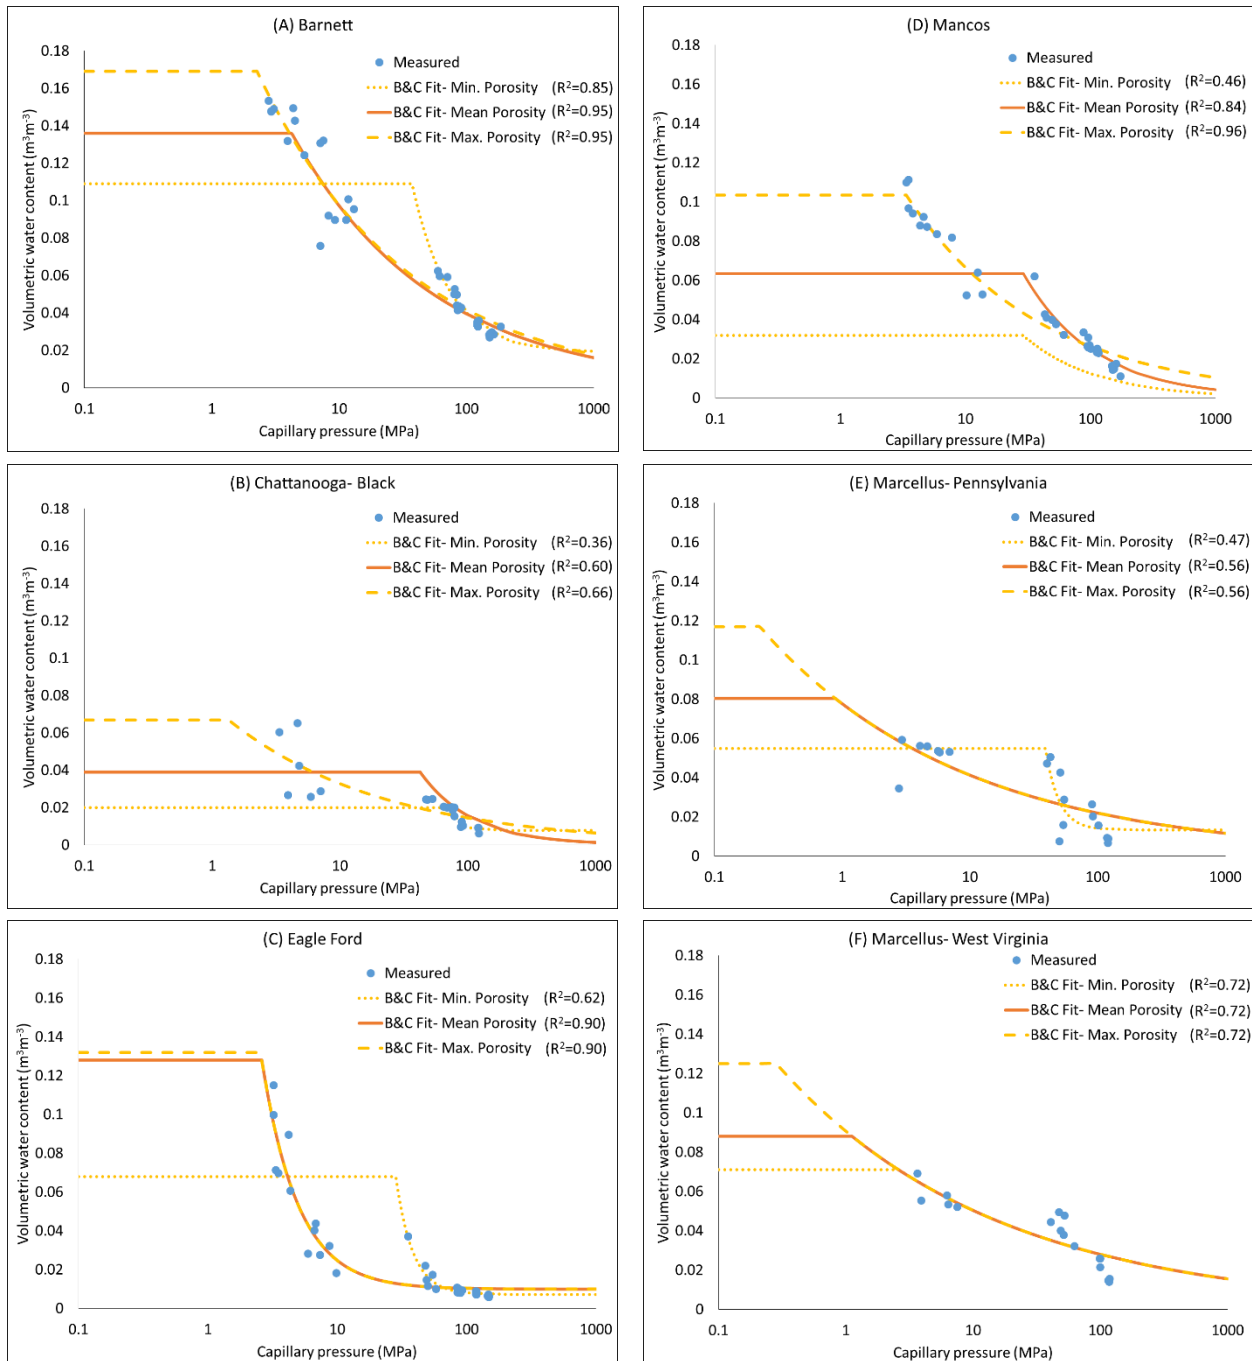 (A) Barnett
Measured
B&C Fit- Min. Porosity (R²=0.85)
B&C Fit- Mean Porosity (R²=0.95)
B&C Fit- Max. Porosity (R²=0.95)
Volumetric water content (m³m⁻³)
0.18
0.16
0.14
0.12
0.1
0.08
0.06
0.04
0.02
0
0.1 1 10 100 1000
Capillary pressure (MPa)
(D) Mancos
Measured
B&C Fit- Min. Porosity (R²=0.46)
B&C Fit- Mean Porosity (R²=0.84)
B&C Fit- Max. Porosity (R²=0.96)
Volumetric water content (m³m⁻³)
0.18
0.16
0.14
0.12
0.1
0.08
0.06
0.04
0.02
0
0.1 1 10 100 1000
Capillary pressure (MPa)
(B) Chattanooga- Black
Measured
B&C Fit- Min. Porosity (R²=0.36)
B&C Fit- Mean Porosity (R²=0.60)
B&C Fit- Max. Porosity (R²=0.66)
Volumetric water content (m³m⁻³)
0.18
0.16
0.14
0.12
0.1
0.08
0.06
0.04
0.02
0
0.1 1 10 100 1000
Capillary pressure (MPa)
(E) Marcellus- Pennsylvania
Measured
B&C Fit- Min. Porosity (R²=0.47)
B&C Fit- Mean Porosity (R²=0.56)
B&C Fit- Max. Porosity (R²=0.56)
Volumetric water content (m³m⁻³)
0.18
0.16
0.14
0.12
0.1
0.08
0.06
0.04
0.02
0
0.1 1 10 100 1000
Capillary pressure (MPa)
(C) Eagle Ford
Measured
B&C Fit- Min. Porosity (R²=0.62)
B&C Fit- Mean Porosity (R²=0.90)
B&C Fit- Max. Porosity (R²=0.90)
Volumetric water content (m³m⁻³)
0.18
0.16
0.14
0.12
0.1
0.08
0.06
0.04
0.02
0
0.1 1 10 100 1000
Capillary pressure (MPa)
(F) Marcellus- West Virginia
Measured
B&C Fit- Min. Porosity (R²=0.72)
B&C Fit- Mean Porosity (R²=0.72)
B&C Fit- Max. Porosity (R²=0.72)
Volumetric water content (m³m⁻³)
0.18
0.16
0.14
0.12
0.1
0.08
0.06
0.04
0.02
0
0.1 1 10 100 1000
Capillary pressure (MPa)